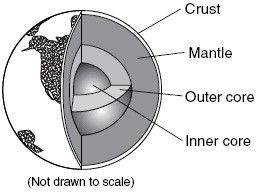 Crust
Mantle
Outer core
Inner core
(Not drawn to scale)